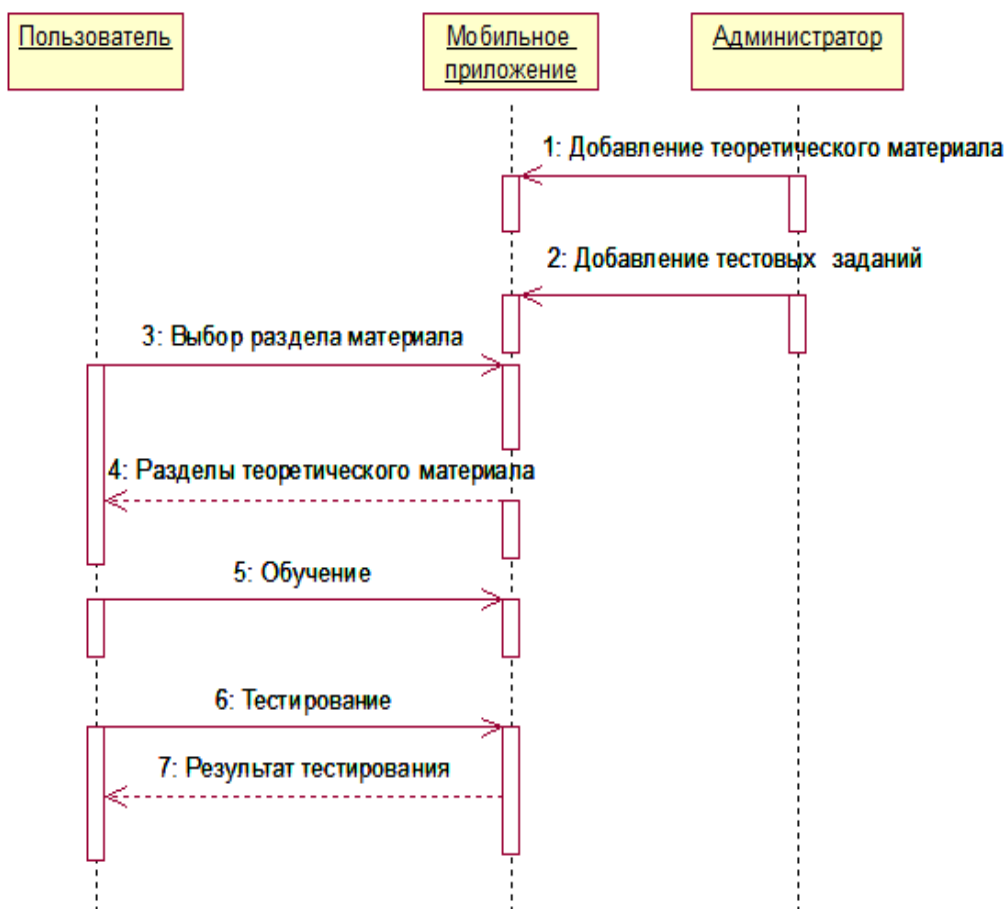 Пользователь
Мобильное
приложение
Администратор
1: Добавление теоретического материала
2: Добавление тестовых заданий
3: Выбор раздела материала
4: Разделы теоретического материала
5: Обучение
6: Тестирование
7: Результат тестирования